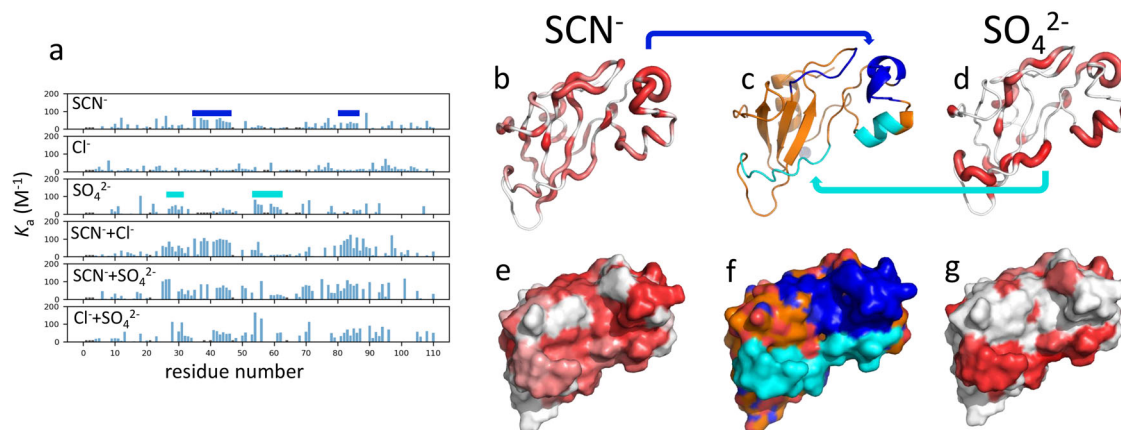 SCN⁻
SO₄²⁻
a
b
c
d
200
100
0
SCN⁻
200
100
0
Cl⁻
200
100
0
SO₄²⁻
200
100
0
SCN⁻+Cl⁻
200
100
0
SCN⁻+SO₄²⁻
200
100
0
Cl⁻+SO₄²⁻
Kₐ (M⁻¹)
0 10 20 30 40 50 60 70 80 90 100 110
residue number
e
f
g